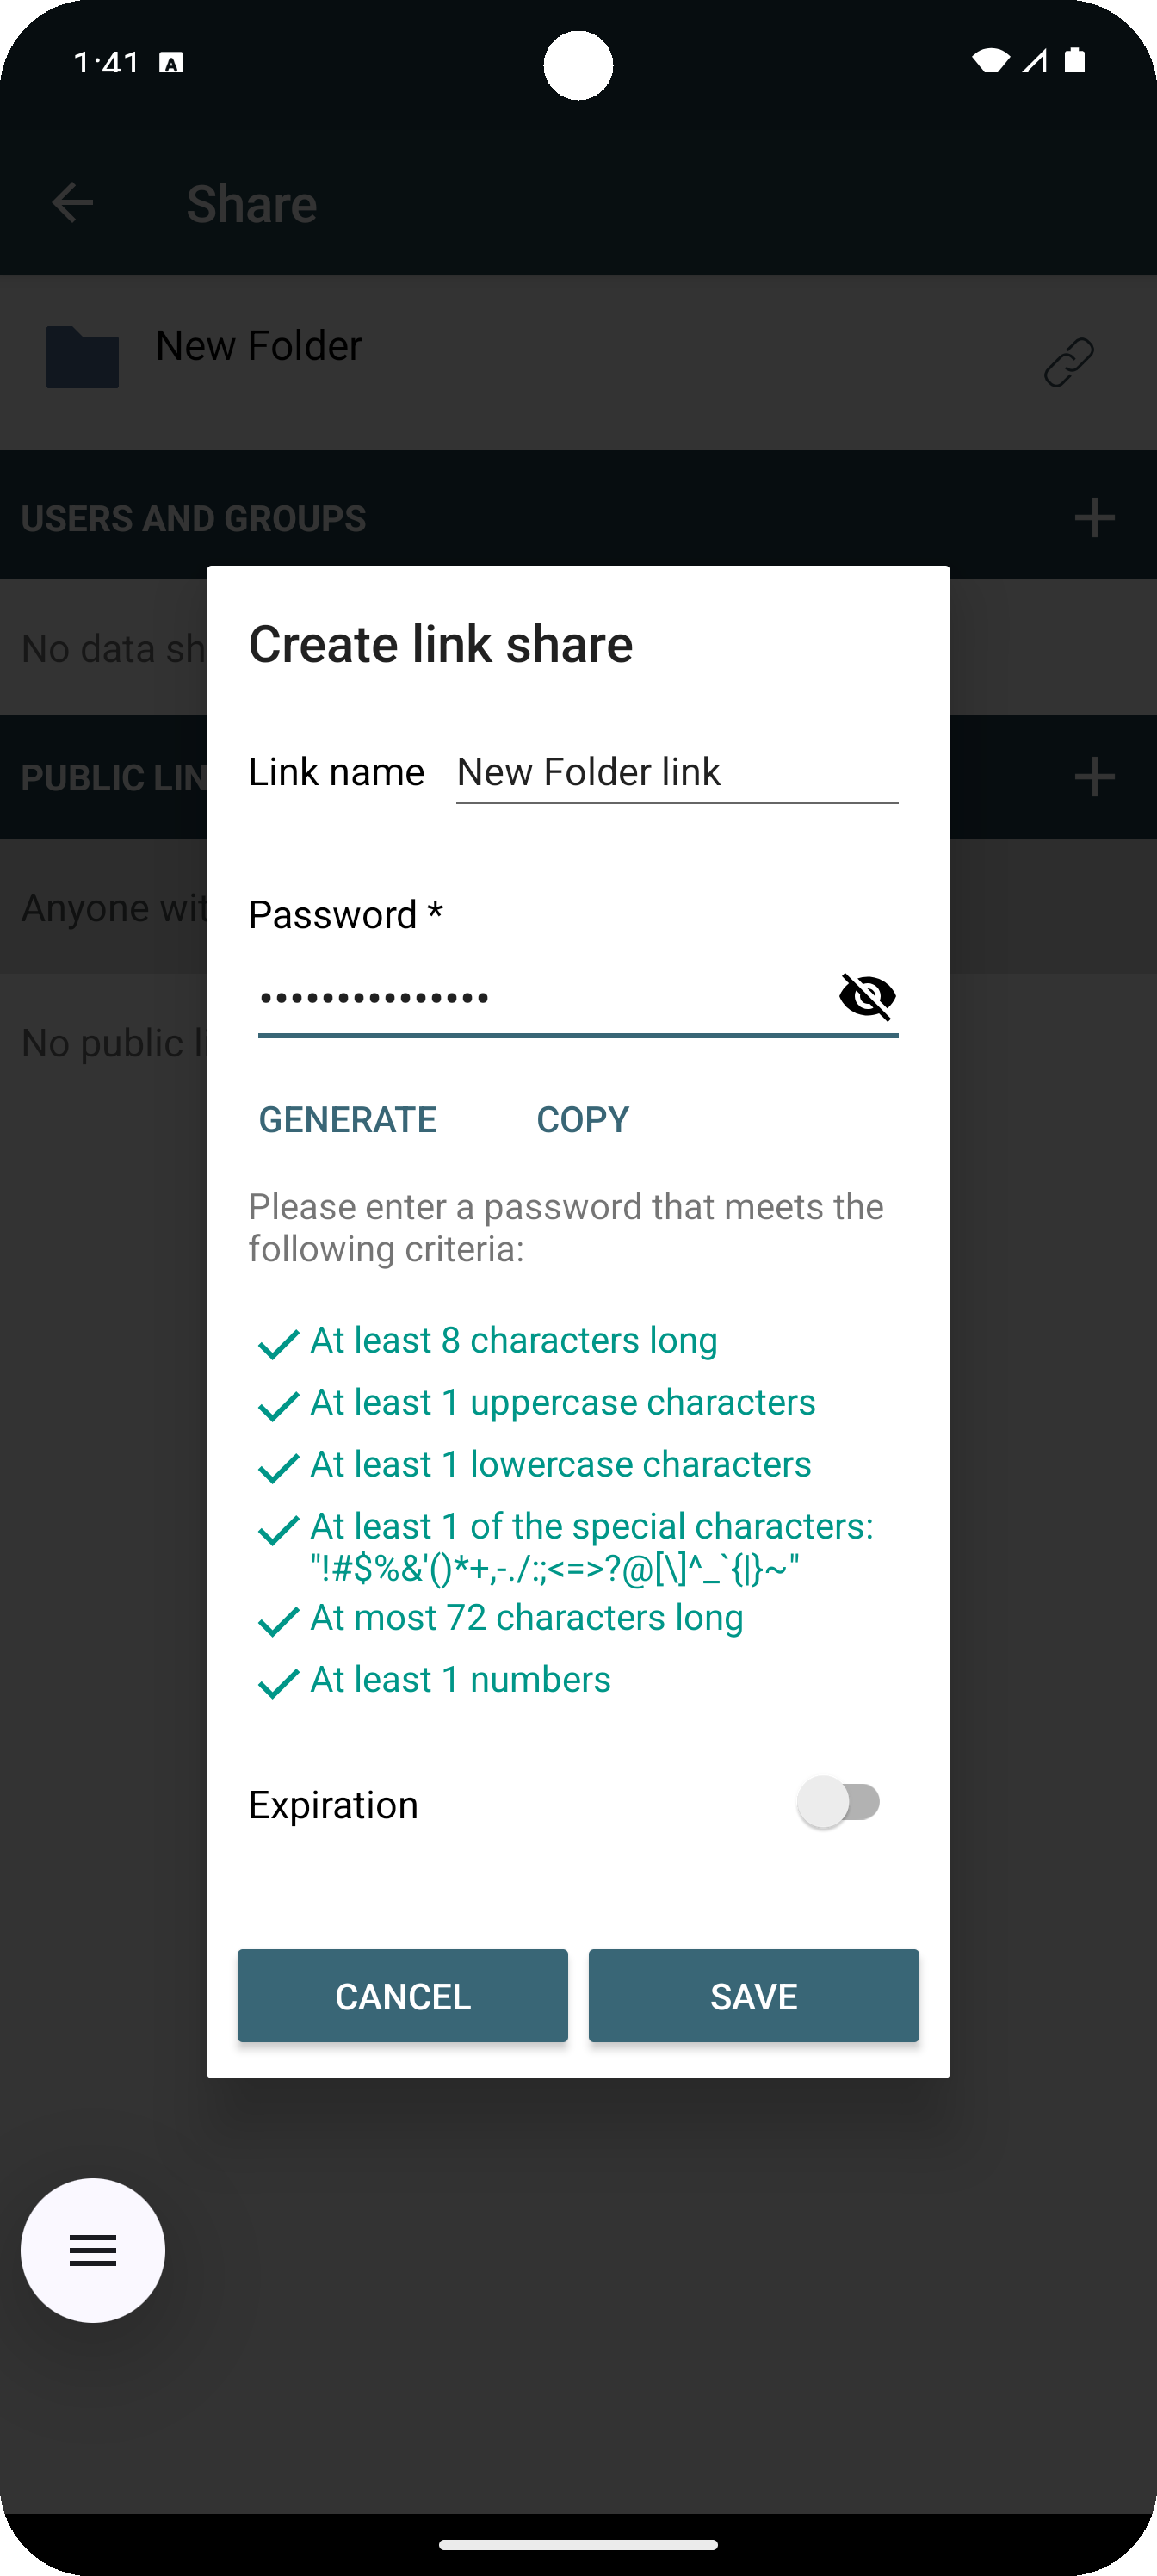 1:41 A
Share
New Folder
USERS AND GROUPS
No data sh
PUBLIC LIN
Anyone wit
No public l
Create link share
Link name New Folder link
Password *
•••••••••••••••
GENERATE COPY
Please enter a password that meets the
following criteria:
At least 8 characters long
At least 1 uppercase characters
At least 1 lowercase characters
At least 1 of the special characters:
"!#$%&'()*+,-./:;<=>?@[\]^_`{|}~"
At most 72 characters long
At least 1 numbers
Expiration
CANCEL SAVE